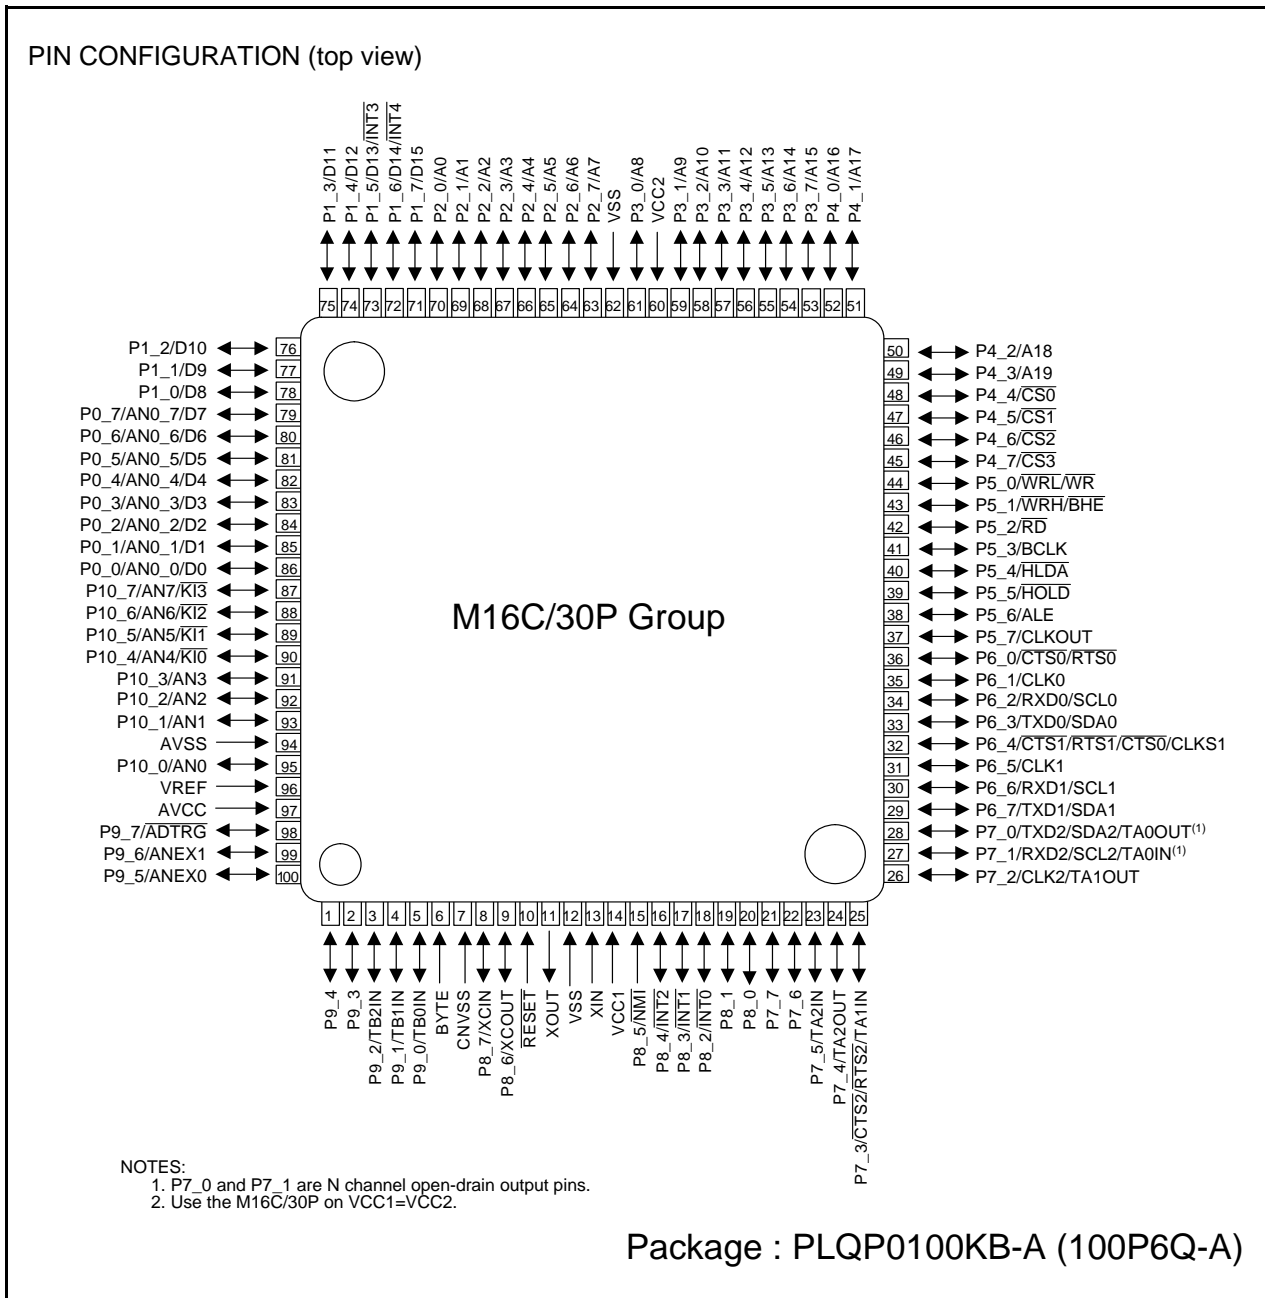 PIN CONFIGURATION (top view)
P1_3/D11
P1_4/D12
P1_5/D13/INT3
P1_6/D14/INT4
P1_7/D15
P2_0/A0
P2_1/A1
P2_2/A2
P2_3/A3
P2_4/A4
P2_5/A5
P2_6/A6
P2_7/A7
VSS
P3_0/A8
VCC2
P3_1/A9
P3_2/A10
P3_3/A11
P3_4/A12
P3_5/A13
P3_6/A14
P3_7/A15
P4_0/A16
P4_1/A17
75 74 73 72 71 70 69 68 67 66 65 64 63 62 61 60 59 58 57 56 55 54 53 52 51
P1_2/D10 76
P1_1/D9 77
P1_0/D8 78
P0_7/AN0_7/D7 79
P0_6/AN0_6/D6 80
P0_5/AN0_5/D5 81
P0_4/AN0_4/D4 82
P0_3/AN0_3/D3 83
P0_2/AN0_2/D2 84
P0_1/AN0_1/D1 85
P0_0/AN0_0/D0 86
P10_7/AN7/KI3 87
P10_6/AN6/KI2 88
P10_5/AN5/KI1 89
P10_4/AN4/KI0 90
P10_3/AN3 91
P10_2/AN2 92
P10_1/AN1 93
AVSS 94
P10_0/AN0 95
VREF 96
AVCC 97
P9_7/ADTRG 98
P9_6/ANEX1 99
P9_5/ANEX0 100
M16C/30P Group
50 P4_2/A18
49 P4_3/A19
48 P4_4/CS0
47 P4_5/CS1
46 P4_6/CS2
45 P4_7/CS3
44 P5_0/WRL/WR
43 P5_1/WRH/BHE
42 P5_2/RD
41 P5_3/BCLK
40 P5_4/HLDA
39 P5_5/HOLD
38 P5_6/ALE
37 P5_7/CLKOUT
36 P6_0/CTS0/RTS0
35 P6_1/CLK0
34 P6_2/RXD0/SCL0
33 P6_3/TXD0/SDA0
32 P6_4/CTS1/RTS1/CTS0/CLKS1
31 P6_5/CLK1
30 P6_6/RXD1/SCL1
29 P6_7/TXD1/SDA1
28 P7_0/TXD2/SDA2/TA0OUT(1)
27 P7_1/RXD2/SCL2/TA0IN(1)
26 P7_2/CLK2/TA1OUT
1 2 3 4 5 6 7 8 9 10 11 12 13 14 15 16 17 18 19 20 21 22 23 24 25
P9_4
P9_3
P9_2/TB2IN
P9_1/TB1IN
P9_0/TB0IN
BYTE
CNVSS
P8_7/XCIN
P8_6/XCOUT
RESET
XOUT
VSS
XIN
VCC1
P8_5/NMI
P8_4/INT2
P8_3/INT1
P8_2/INT0
P8_1
P8_0
P7_7
P7_6
P7_5/TA2IN
P7_4/TA2OUT
P7_3/CTS2/RTS2/TA1IN
NOTES:
1. P7_0 and P7_1 are N channel open-drain output pins.
2. Use the M16C/30P on VCC1=VCC2.
Package : PLQP0100KB-A (100P6Q-A)